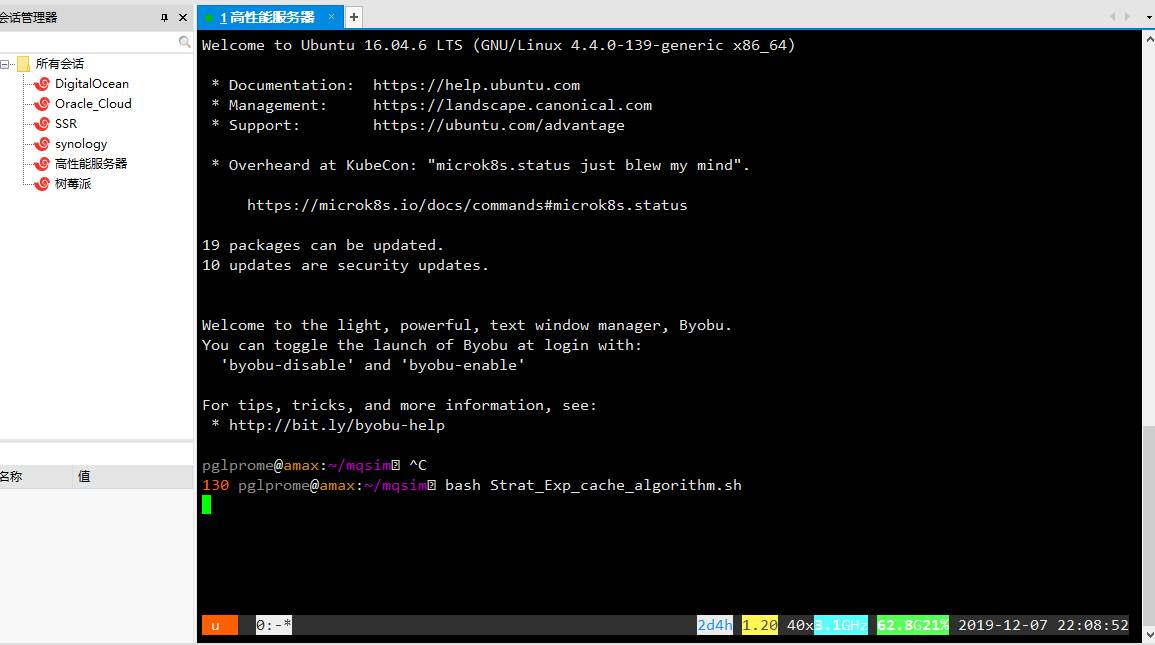 会话管理器
所有会话
DigitalOcean
Oracle_Cloud
SSR
synology
高性能服务器
树莓派
名称 值
1 高性能服务器
Welcome to Ubuntu 16.04.6 LTS (GNU/Linux 4.4.0-139-generic x86_64)
* Documentation: https://help.ubuntu.com
* Management: https://landscape.canonical.com
* Support: https://ubuntu.com/advantage
* Overheard at KubeCon: "microk8s.status just blew my mind".
https://microk8s.io/docs/commands#microk8s.status
19 packages can be updated.
10 updates are security updates.
Welcome to the light, powerful, text window manager, Byobu.
You can toggle the launch of Byobu at login with:
'byobu-disable' and 'byobu-enable'
For tips, tricks, and more information, see:
* http://bit.ly/byobu-help
pglprome@amax:~/mqsim ^C
130 pglprome@amax:~/mqsim bash Strat_Exp_cache_algorithm.sh
u 0:-* 2d4h 1.20 40x3.1GHz 62.8G21% 2019-12-07 22:08:52